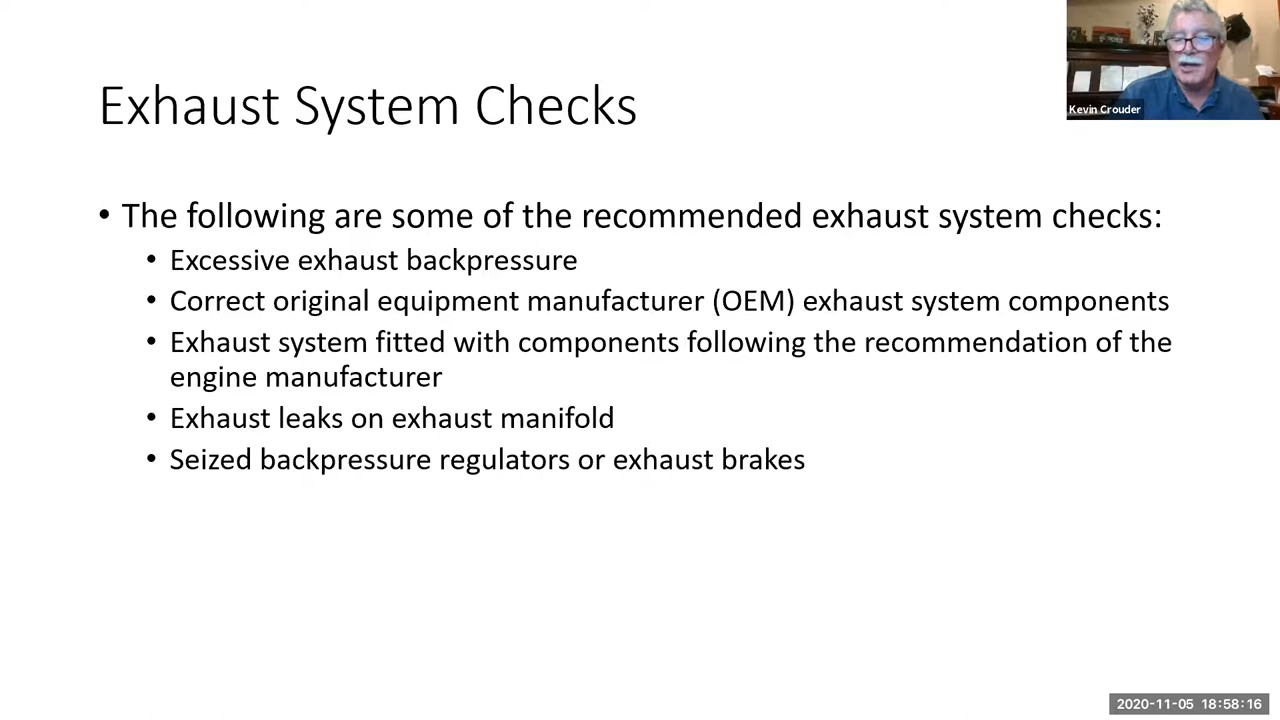 Exhaust System Checks
Kevin Crouder
• The following are some of the recommended exhaust system checks:
• Excessive exhaust backpressure
• Correct original equipment manufacturer (OEM) exhaust system components
• Exhaust system fitted with components following the recommendation of the
engine manufacturer
• Exhaust leaks on exhaust manifold
• Seized backpressure regulators or exhaust brakes
2020-11-05 18:58:16